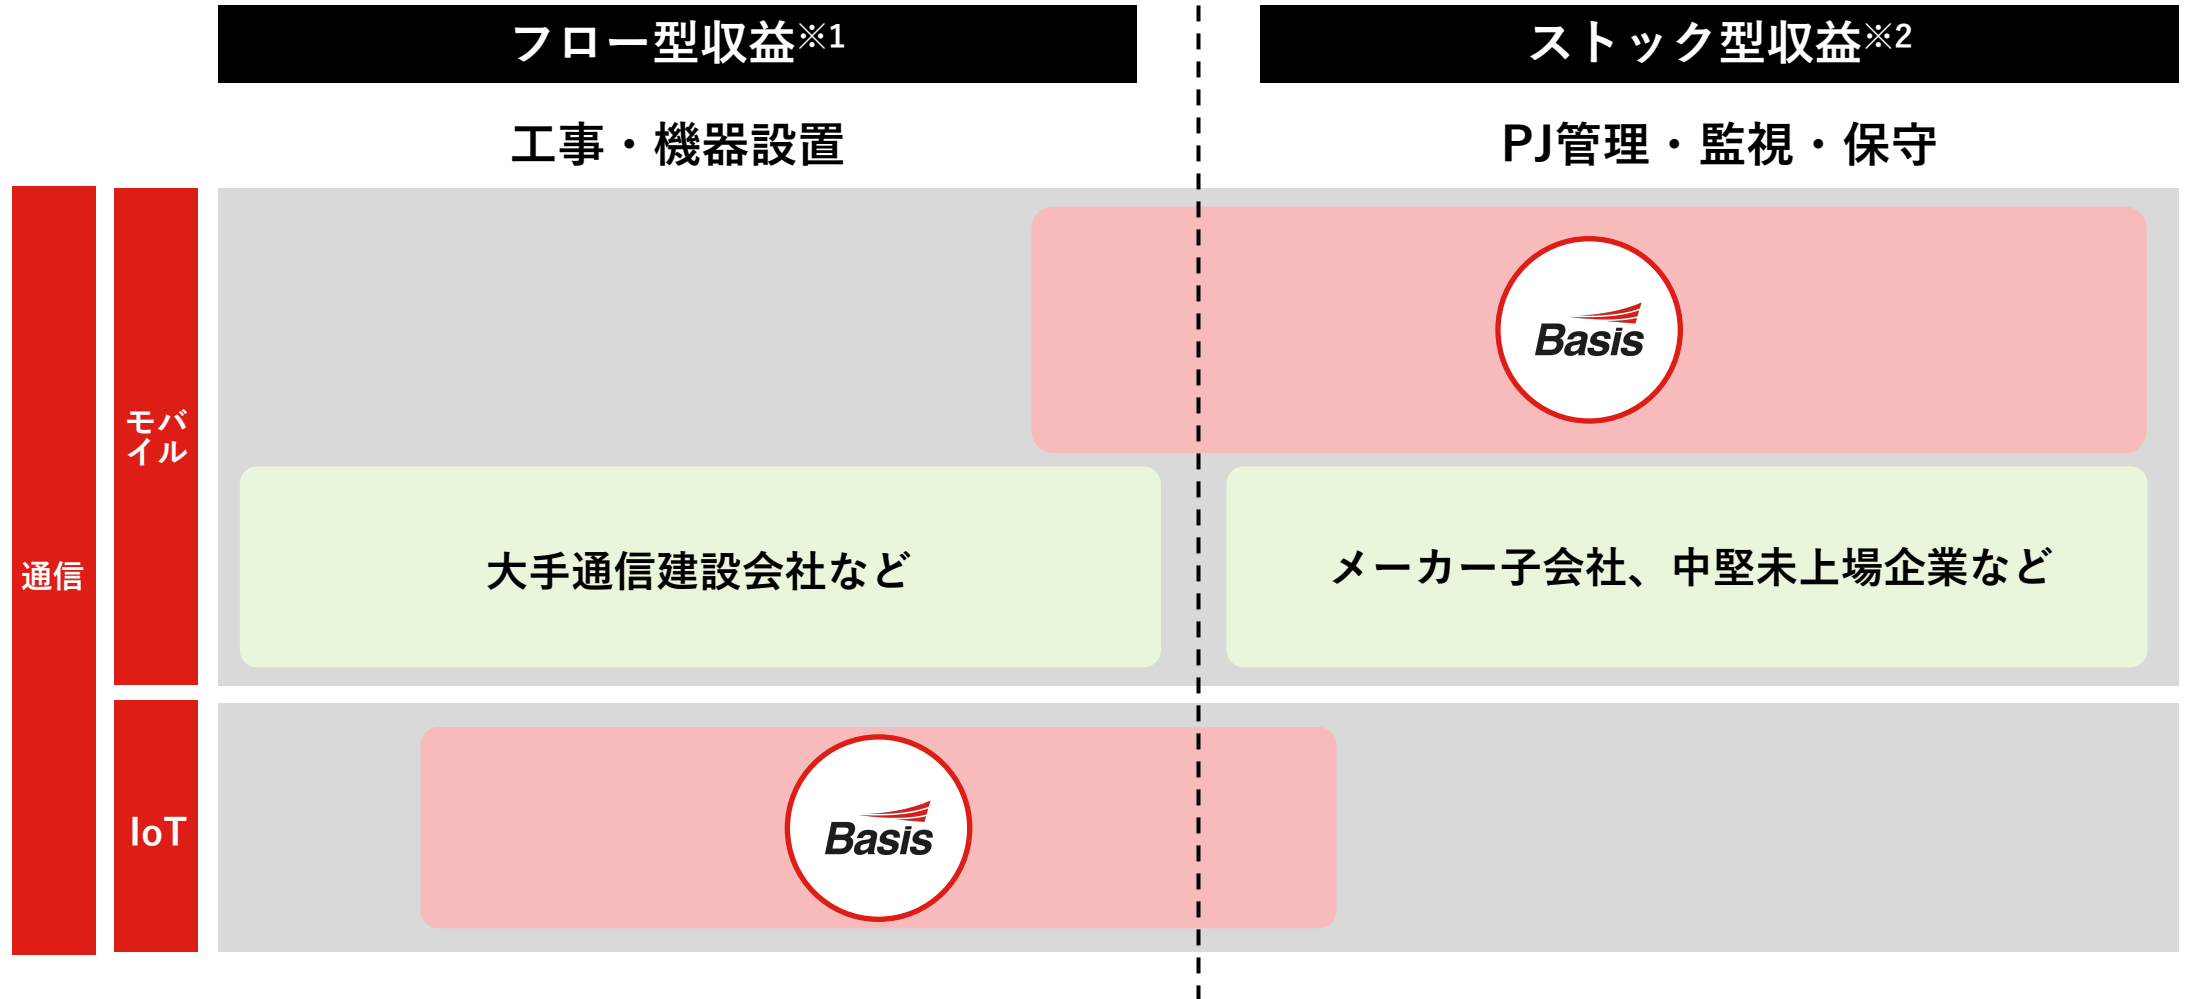 フロー型収益※1
ストック型収益※2
工事・機器設置
PJ管理・監視・保守
通信
モバ
イル
Basis
大手通信建設会社など
メーカー子会社、中堅未上場企業など
IoT
Basis